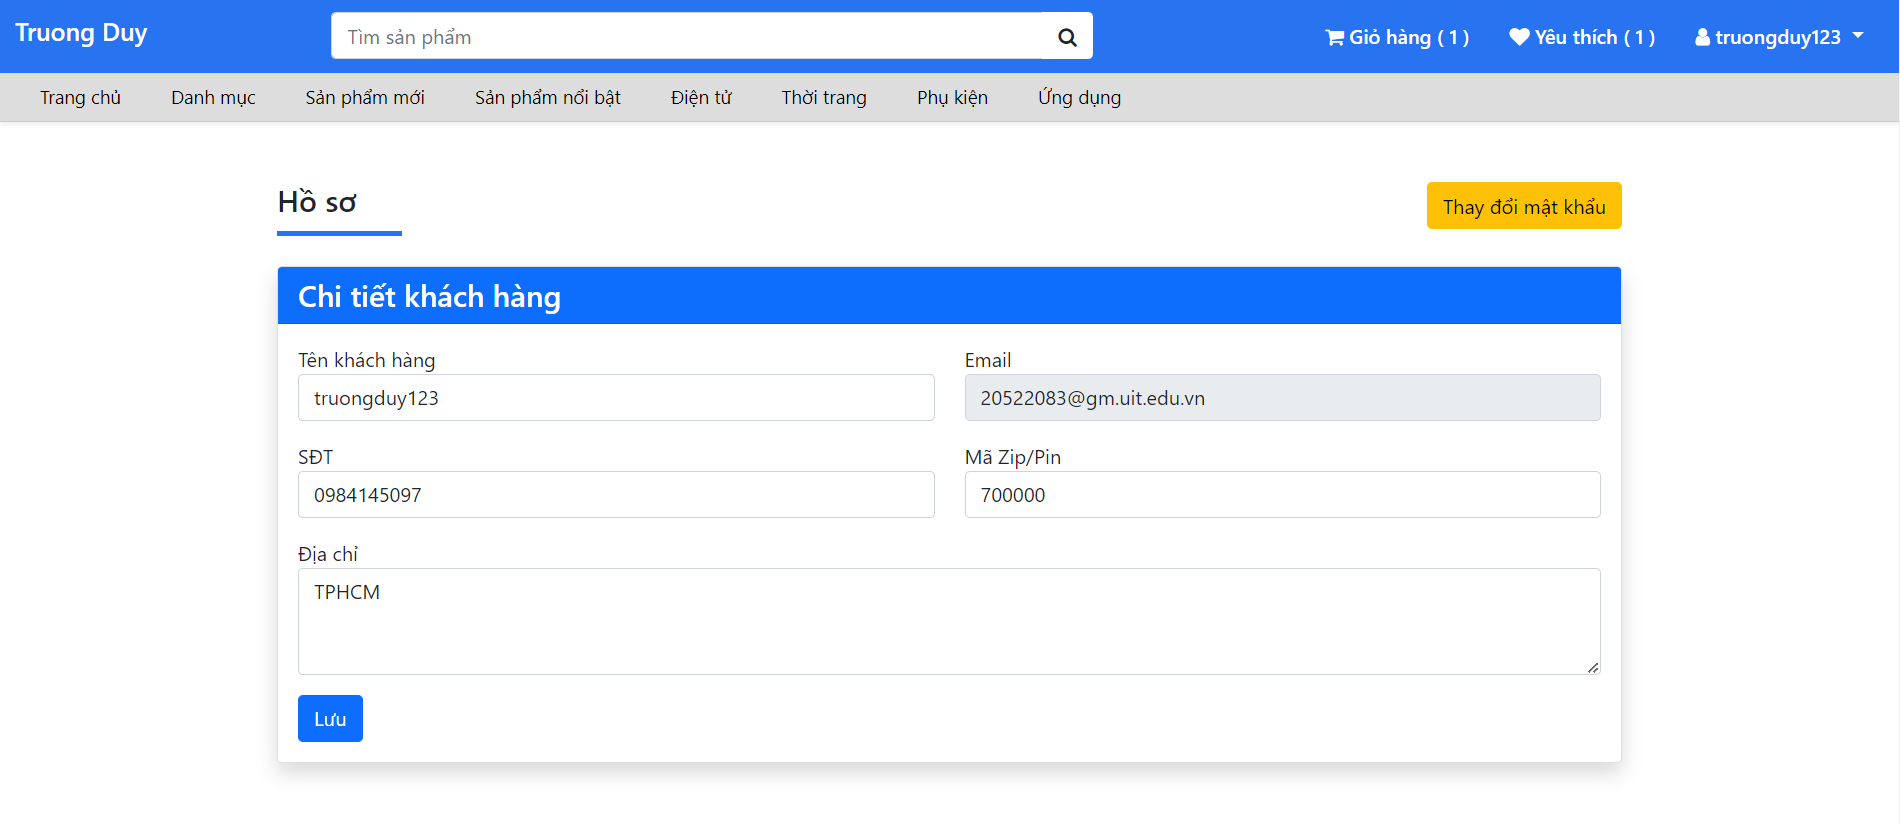 Truong Duy
Tìm sản phẩm
Giỏ hàng ( 1 )
Yêu thích ( 1 )
truongduy123
Trang chủ
Danh mục
Sản phẩm mới
Sản phẩm nổi bật
Điện tử
Thời trang
Phụ kiện
Ứng dụng
Hồ sơ
Thay đổi mật khẩu
Chi tiết khách hàng
Tên khách hàng
truongduy123
Email
20522083@gm.uit.edu.vn
SĐT
0984145097
Mã Zip/Pin
700000
Địa chỉ
TPHCM
Lưu